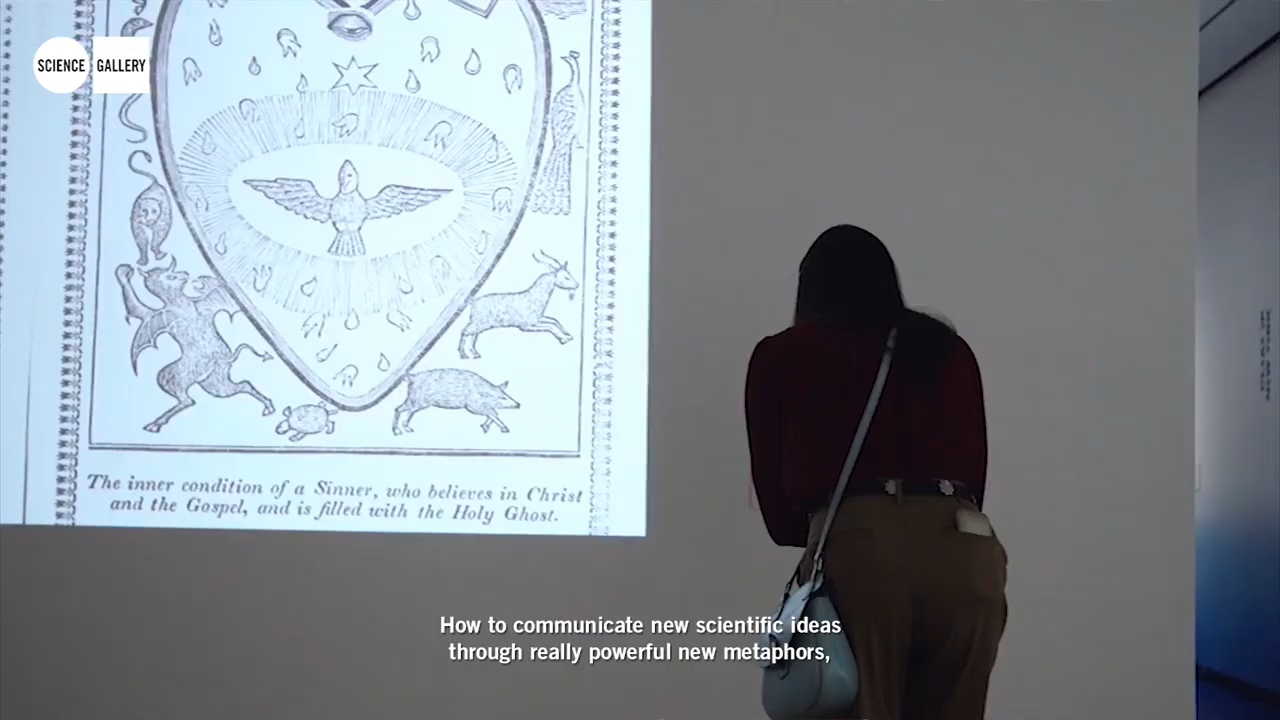 SCIENCE GALLERY
The inner condition of a Sinner, who believes in Christ
and the Gospel, and is filled with the Holy Ghost.
How to communicate new scientific ideas
through really powerful new metaphors,